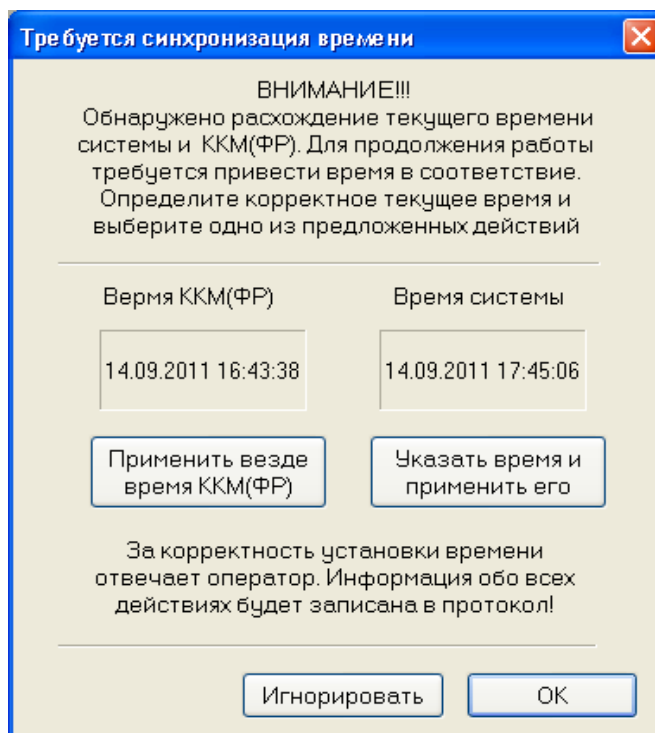 Требуется синхронизация времени
ВНИМАНИЕ!!!
Обнаружено расхождение текущего времени
системы и ККМ(ФР). Для продолжения работы
требуется привести время в соответствие.
Определите корректное текущее время и
выберите одно из предложенных действий
Вермя ККМ(ФР)
Время системы
14.09.2011 16:43:38
14.09.2011 17:45:06
Применить везде
время ККМ(ФР)
Указать время и
применить его
За корректность установки времени
отвечает оператор. Информация обо всех
действиях будет записана в протокол!
Игнорировать
OK